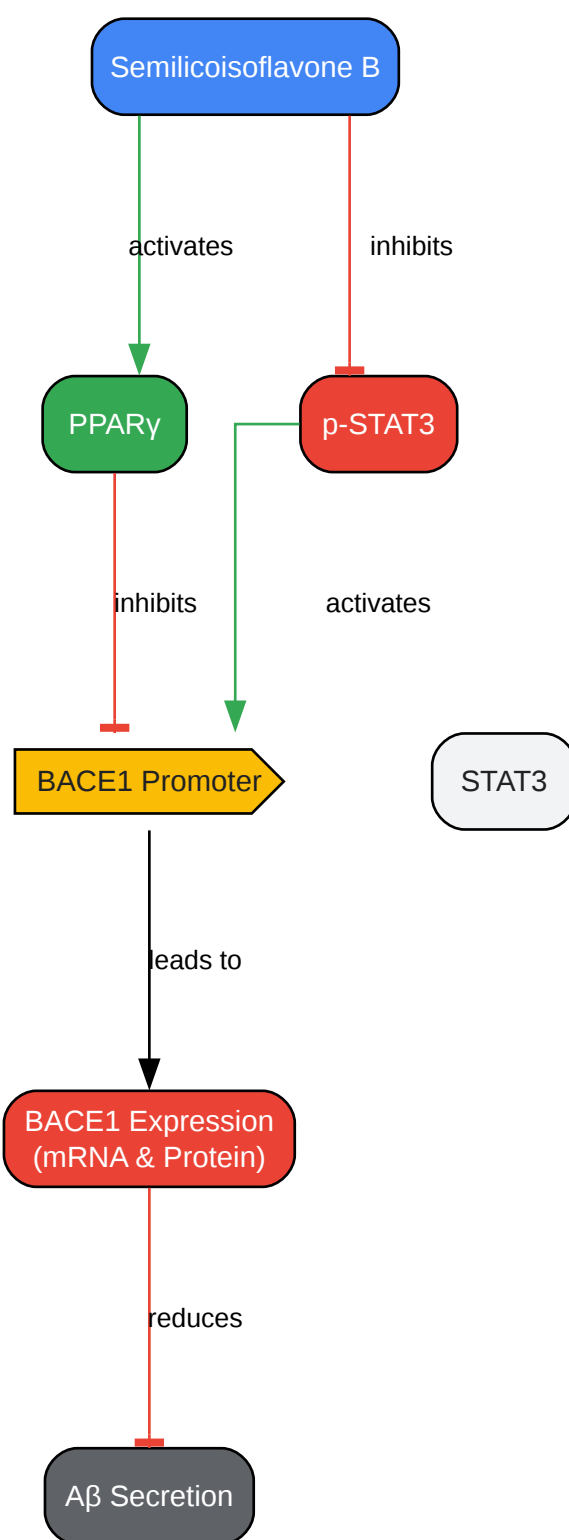 Semilicoisoflavone B
activates
inhibits
PPARγ
p-STAT3
inhibits
activates
BACE1 Promoter
STAT3
leads to
BACE1 Expression
(mRNA & Protein)
reduces
Aβ Secretion